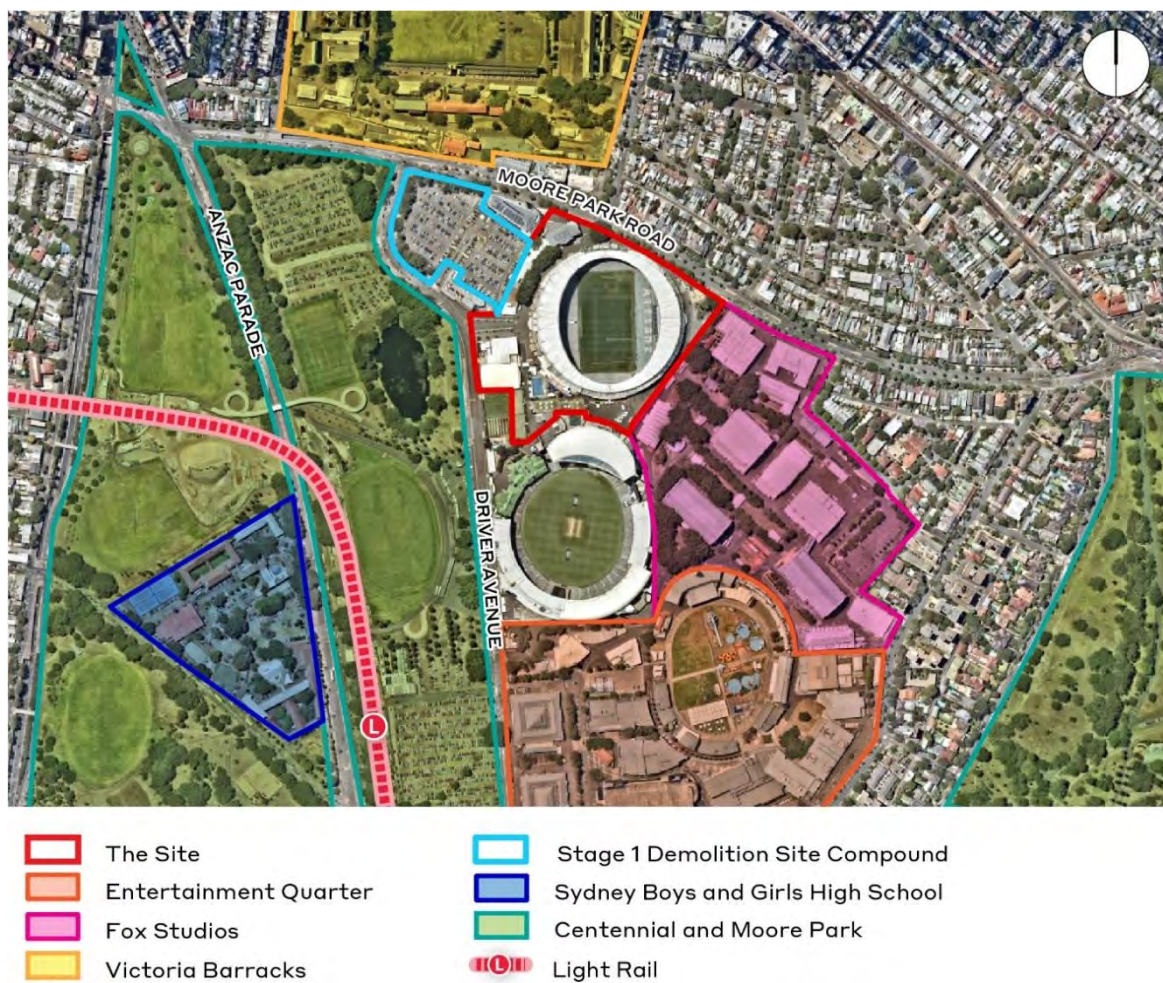 MOORE PARK ROAD
ANZAC PARADE
DRIVER AVENUE
L
The Site
Entertainment Quarter
Fox Studios
Victoria Barracks
Stage 1 Demolition Site Compound
Sydney Boys and Girls High School
Centennial and Moore Park
L
Light Rail